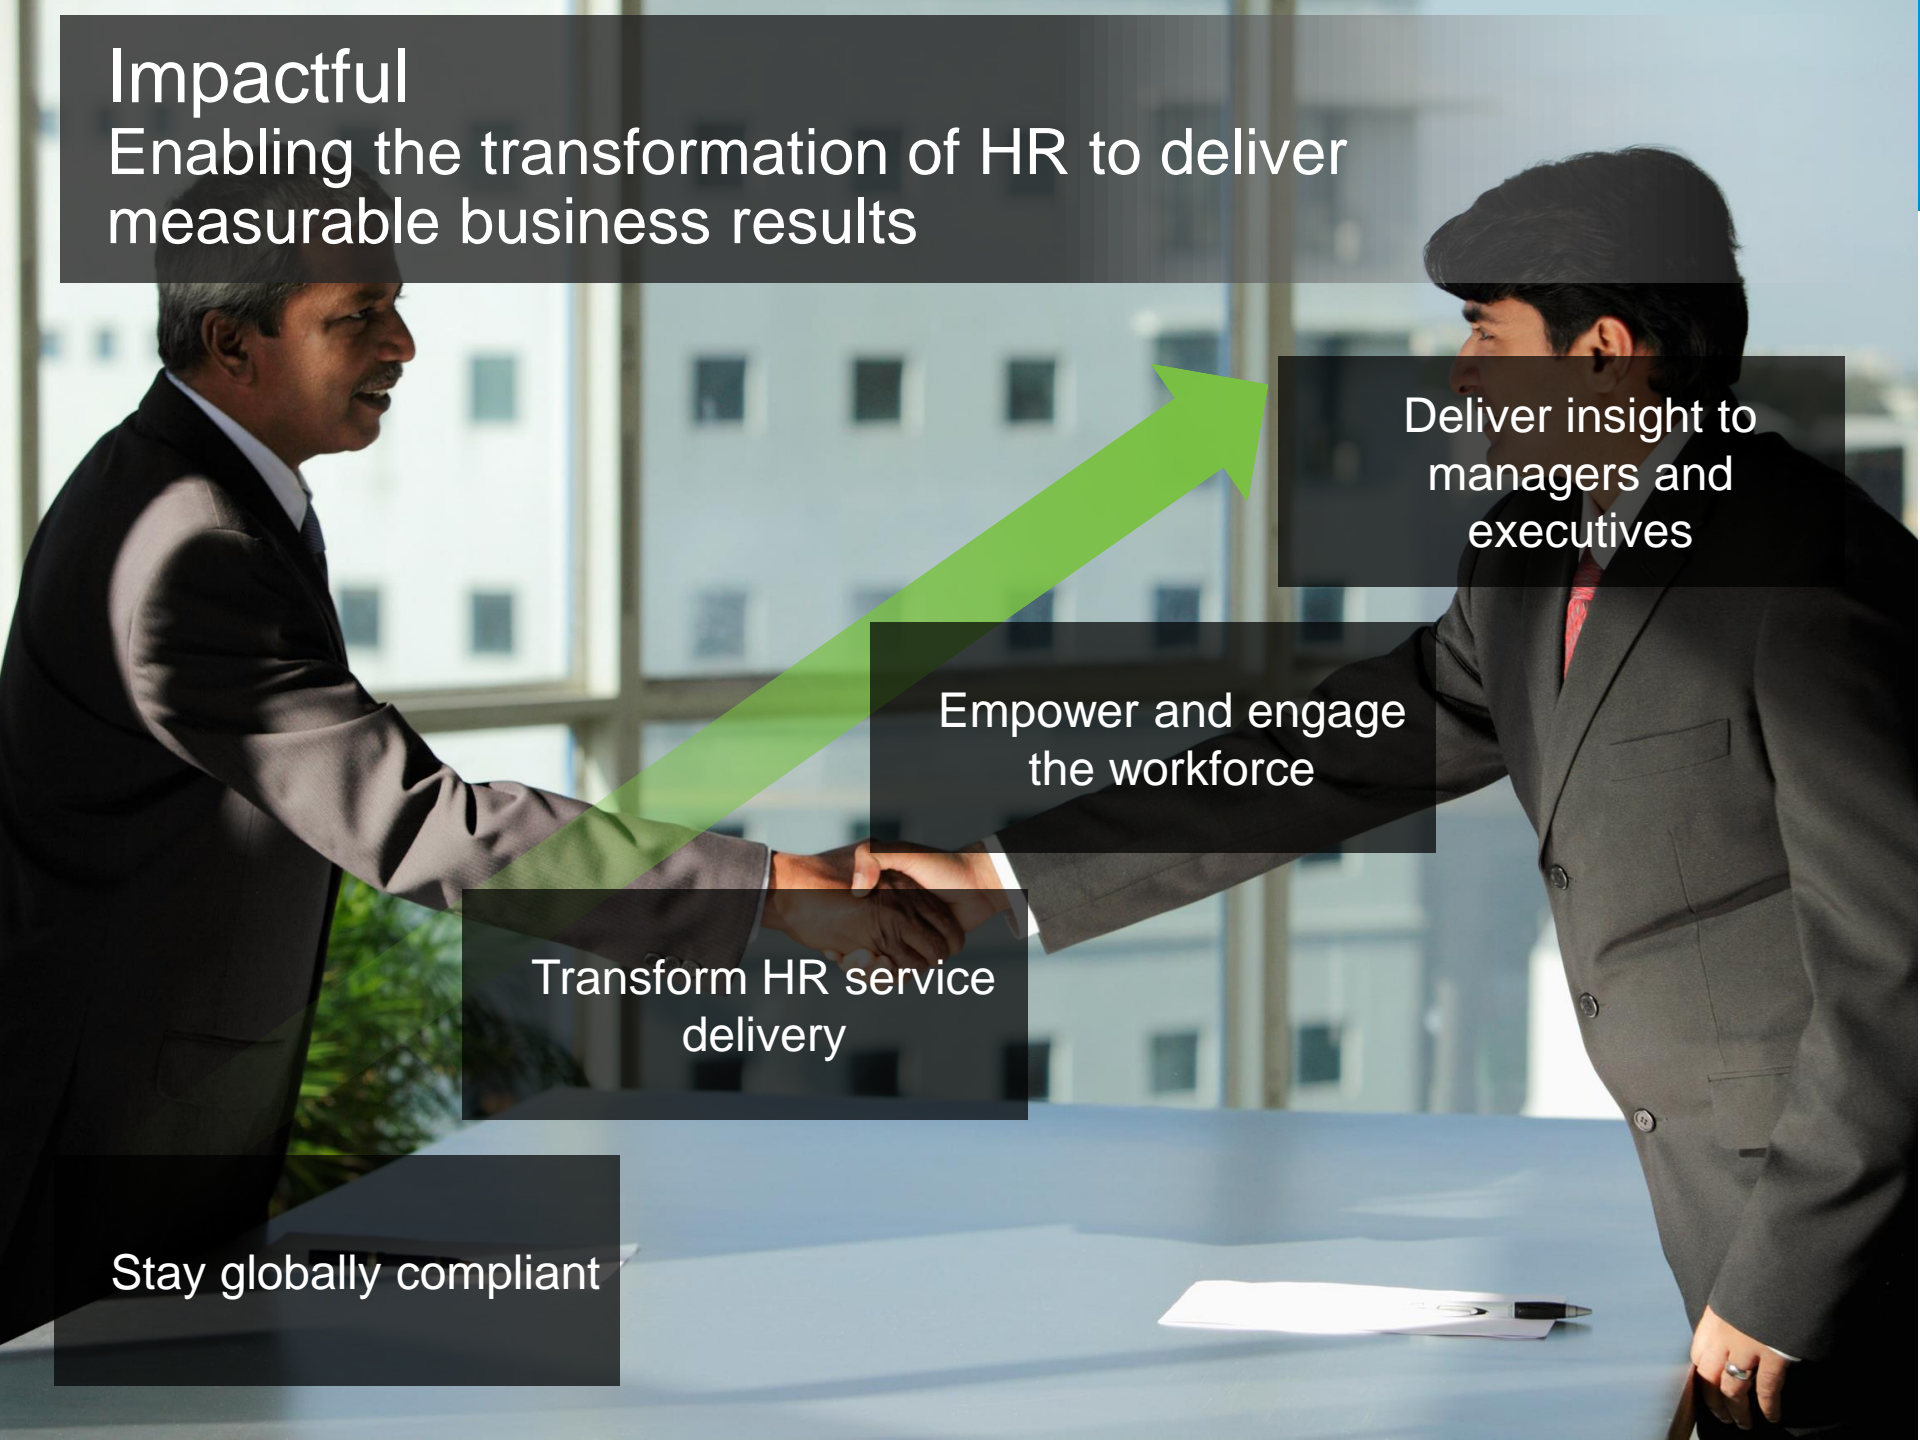 Impactful
Enabling the transformation of HR to deliver
measurable business results
Deliver insight to
managers and
executives
Empower and engage
the workforce
Transform HR service
delivery
Stay globally compliant